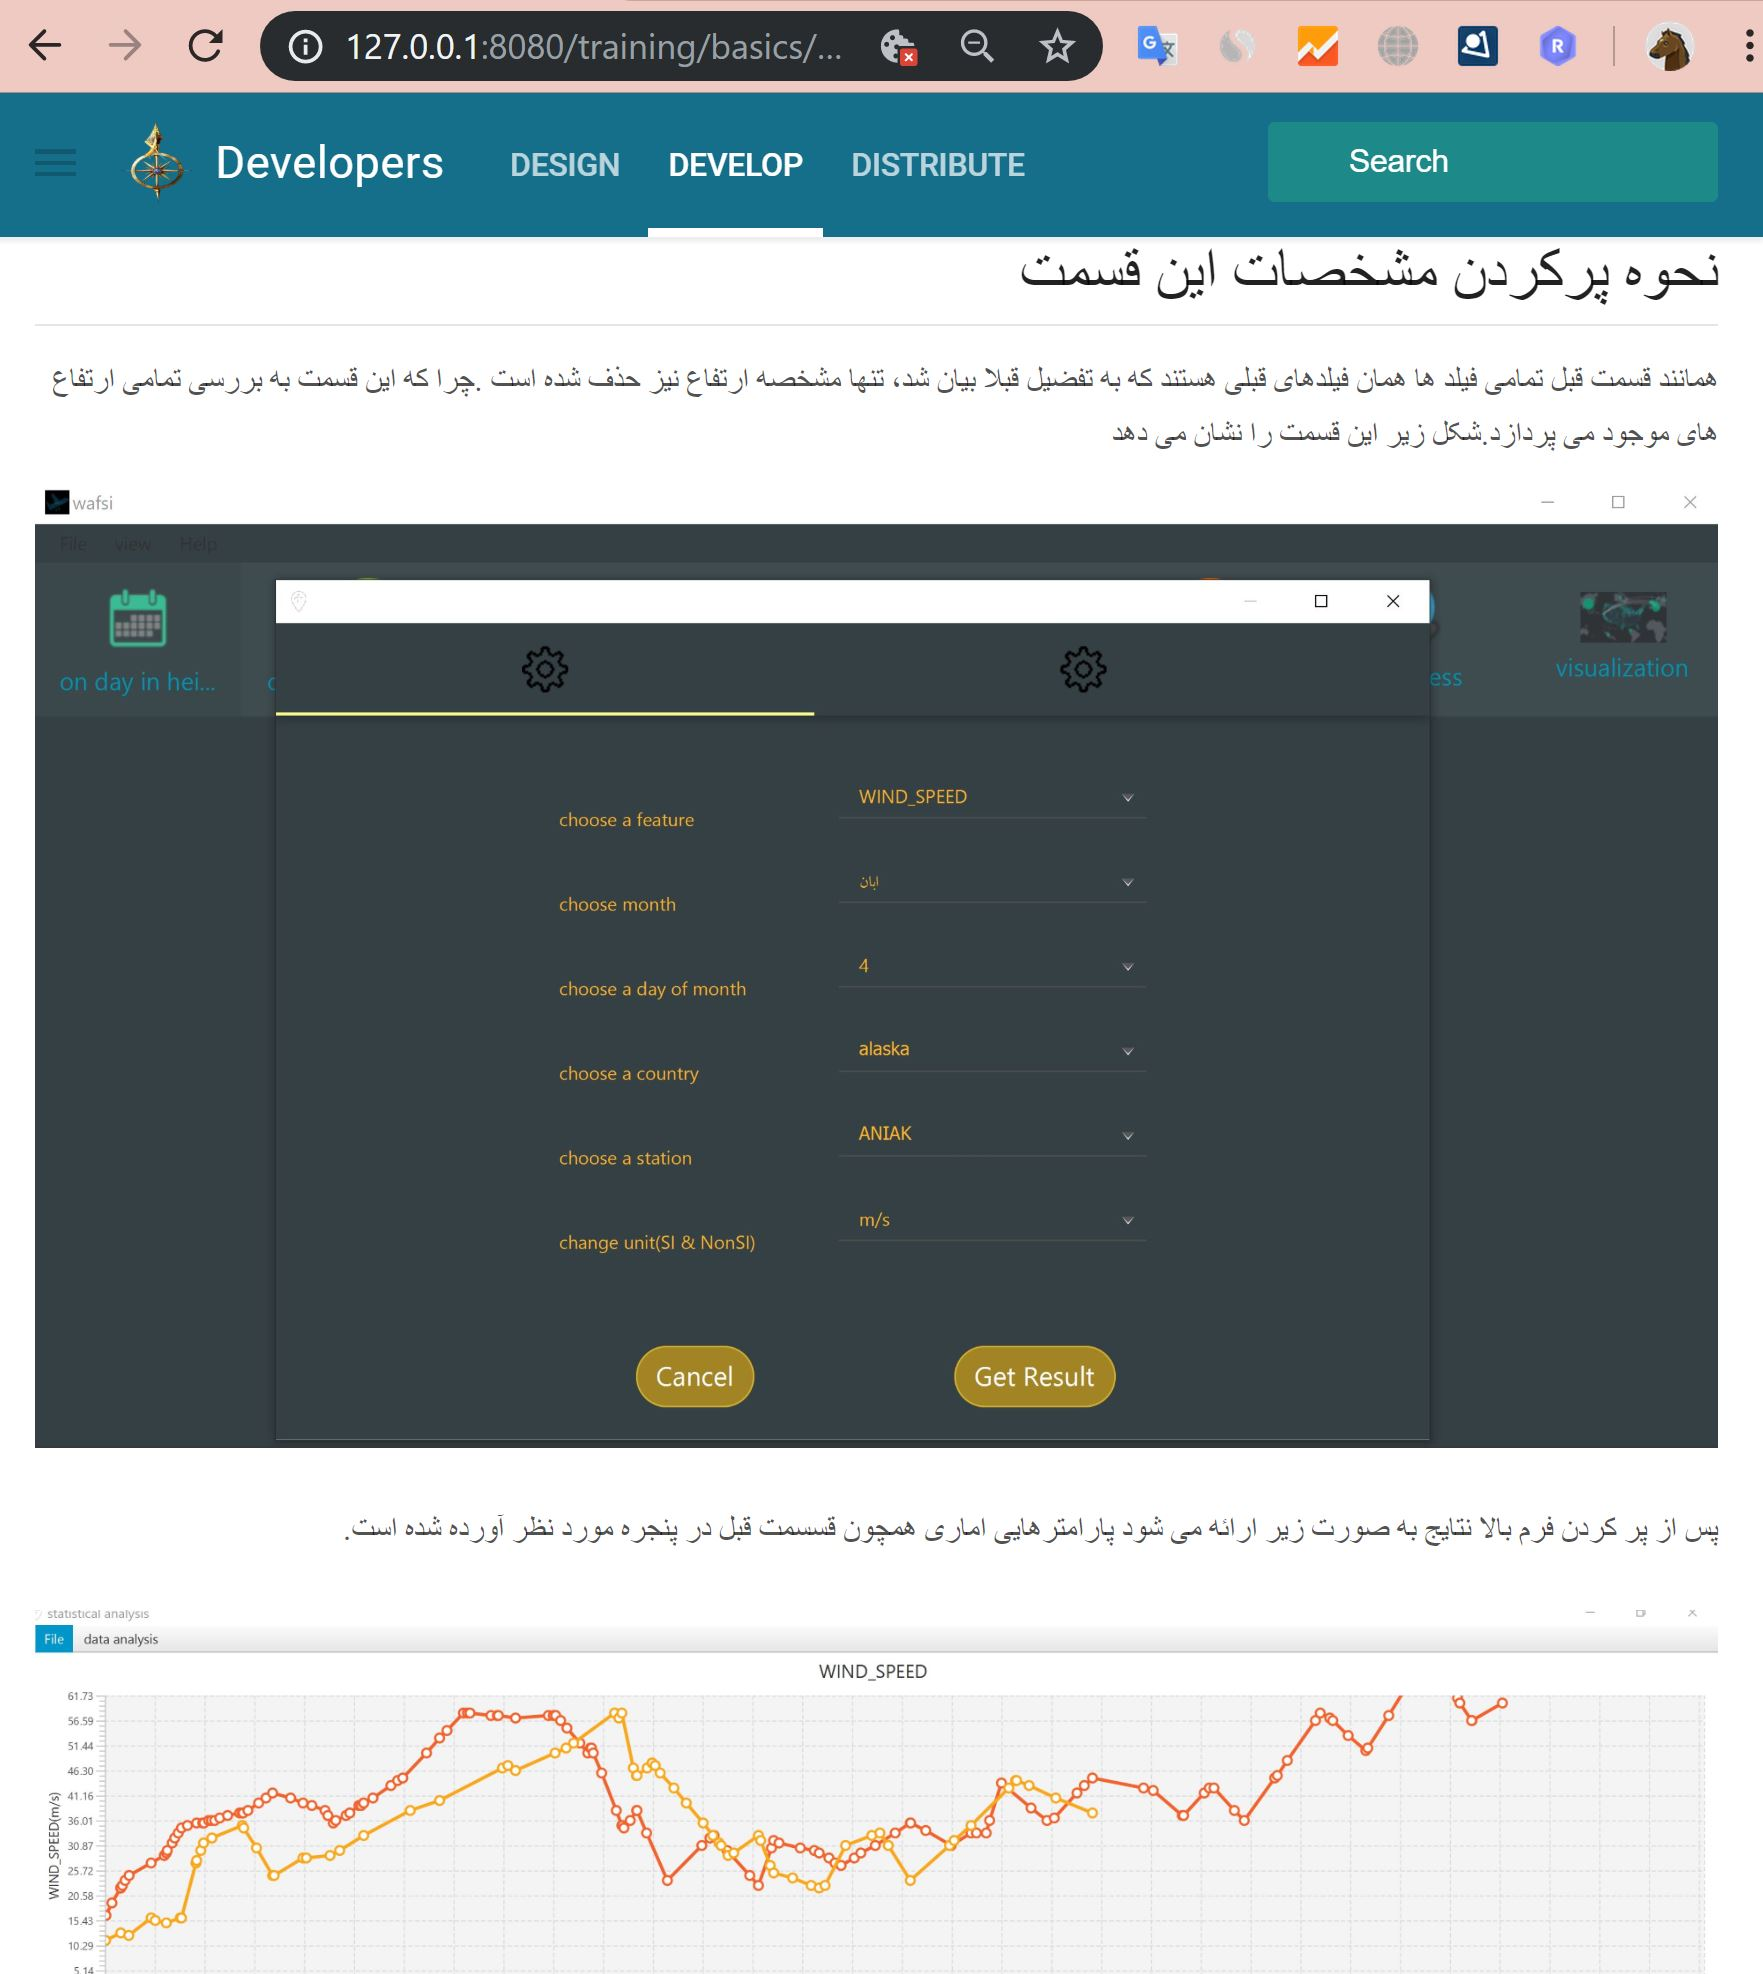 127.0.0.1:8080/training/basics/...
Developers
DESIGN DEVELOP DISTRIBUTE
Search
نحوه پرکردن مشخصات این قسمت
همانند قسمت قبل تمامی فیلد ها همان فیلدهای قبلی هستند که به تفضیل قبلا بیان شد، تنها مشخصه ارتفاع نیز حذف شده است .چرا که این قسمت به بررسی تمامی ارتفاع
های موجود می پردازد.شکل زیر این قسمت را نشان می دهد
wafsi
File view Help
on day in hei...
ess
visualization
WIND_SPEED
choose a feature
ابان
choose month
4
choose a day of month
alaska
choose a country
ANIAK
choose a station
m/s
change unit(SI & NonSI)
Cancel Get Result
پس از پر کردن فرم بالا نتایج به صورت زیر ارائه می شود پارامترهایی اماری همچون قسسمت قبل در پنجره مورد نظر آورده شده است.
statistical analysis
File data analysis
WIND_SPEED
WIND_SPEED(m/s)
61.73
56.59
51.44
46.30
41.16
36.01
30.87
25.72
20.58
15.43
10.29
5.14